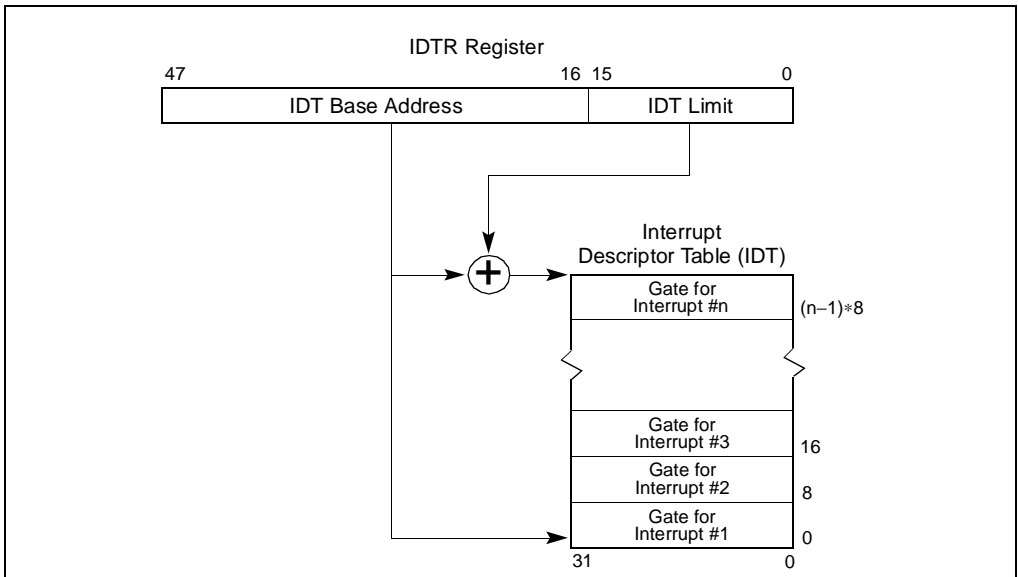 IDTR Register
47 16 15 0
IDT Base Address IDT Limit
+
Interrupt
Descriptor Table (IDT)
Gate for
Interrupt #n
(n−1)∗8
Gate for
Interrupt #3
16
Gate for
Interrupt #2
8
Gate for
Interrupt #1
0
31 0